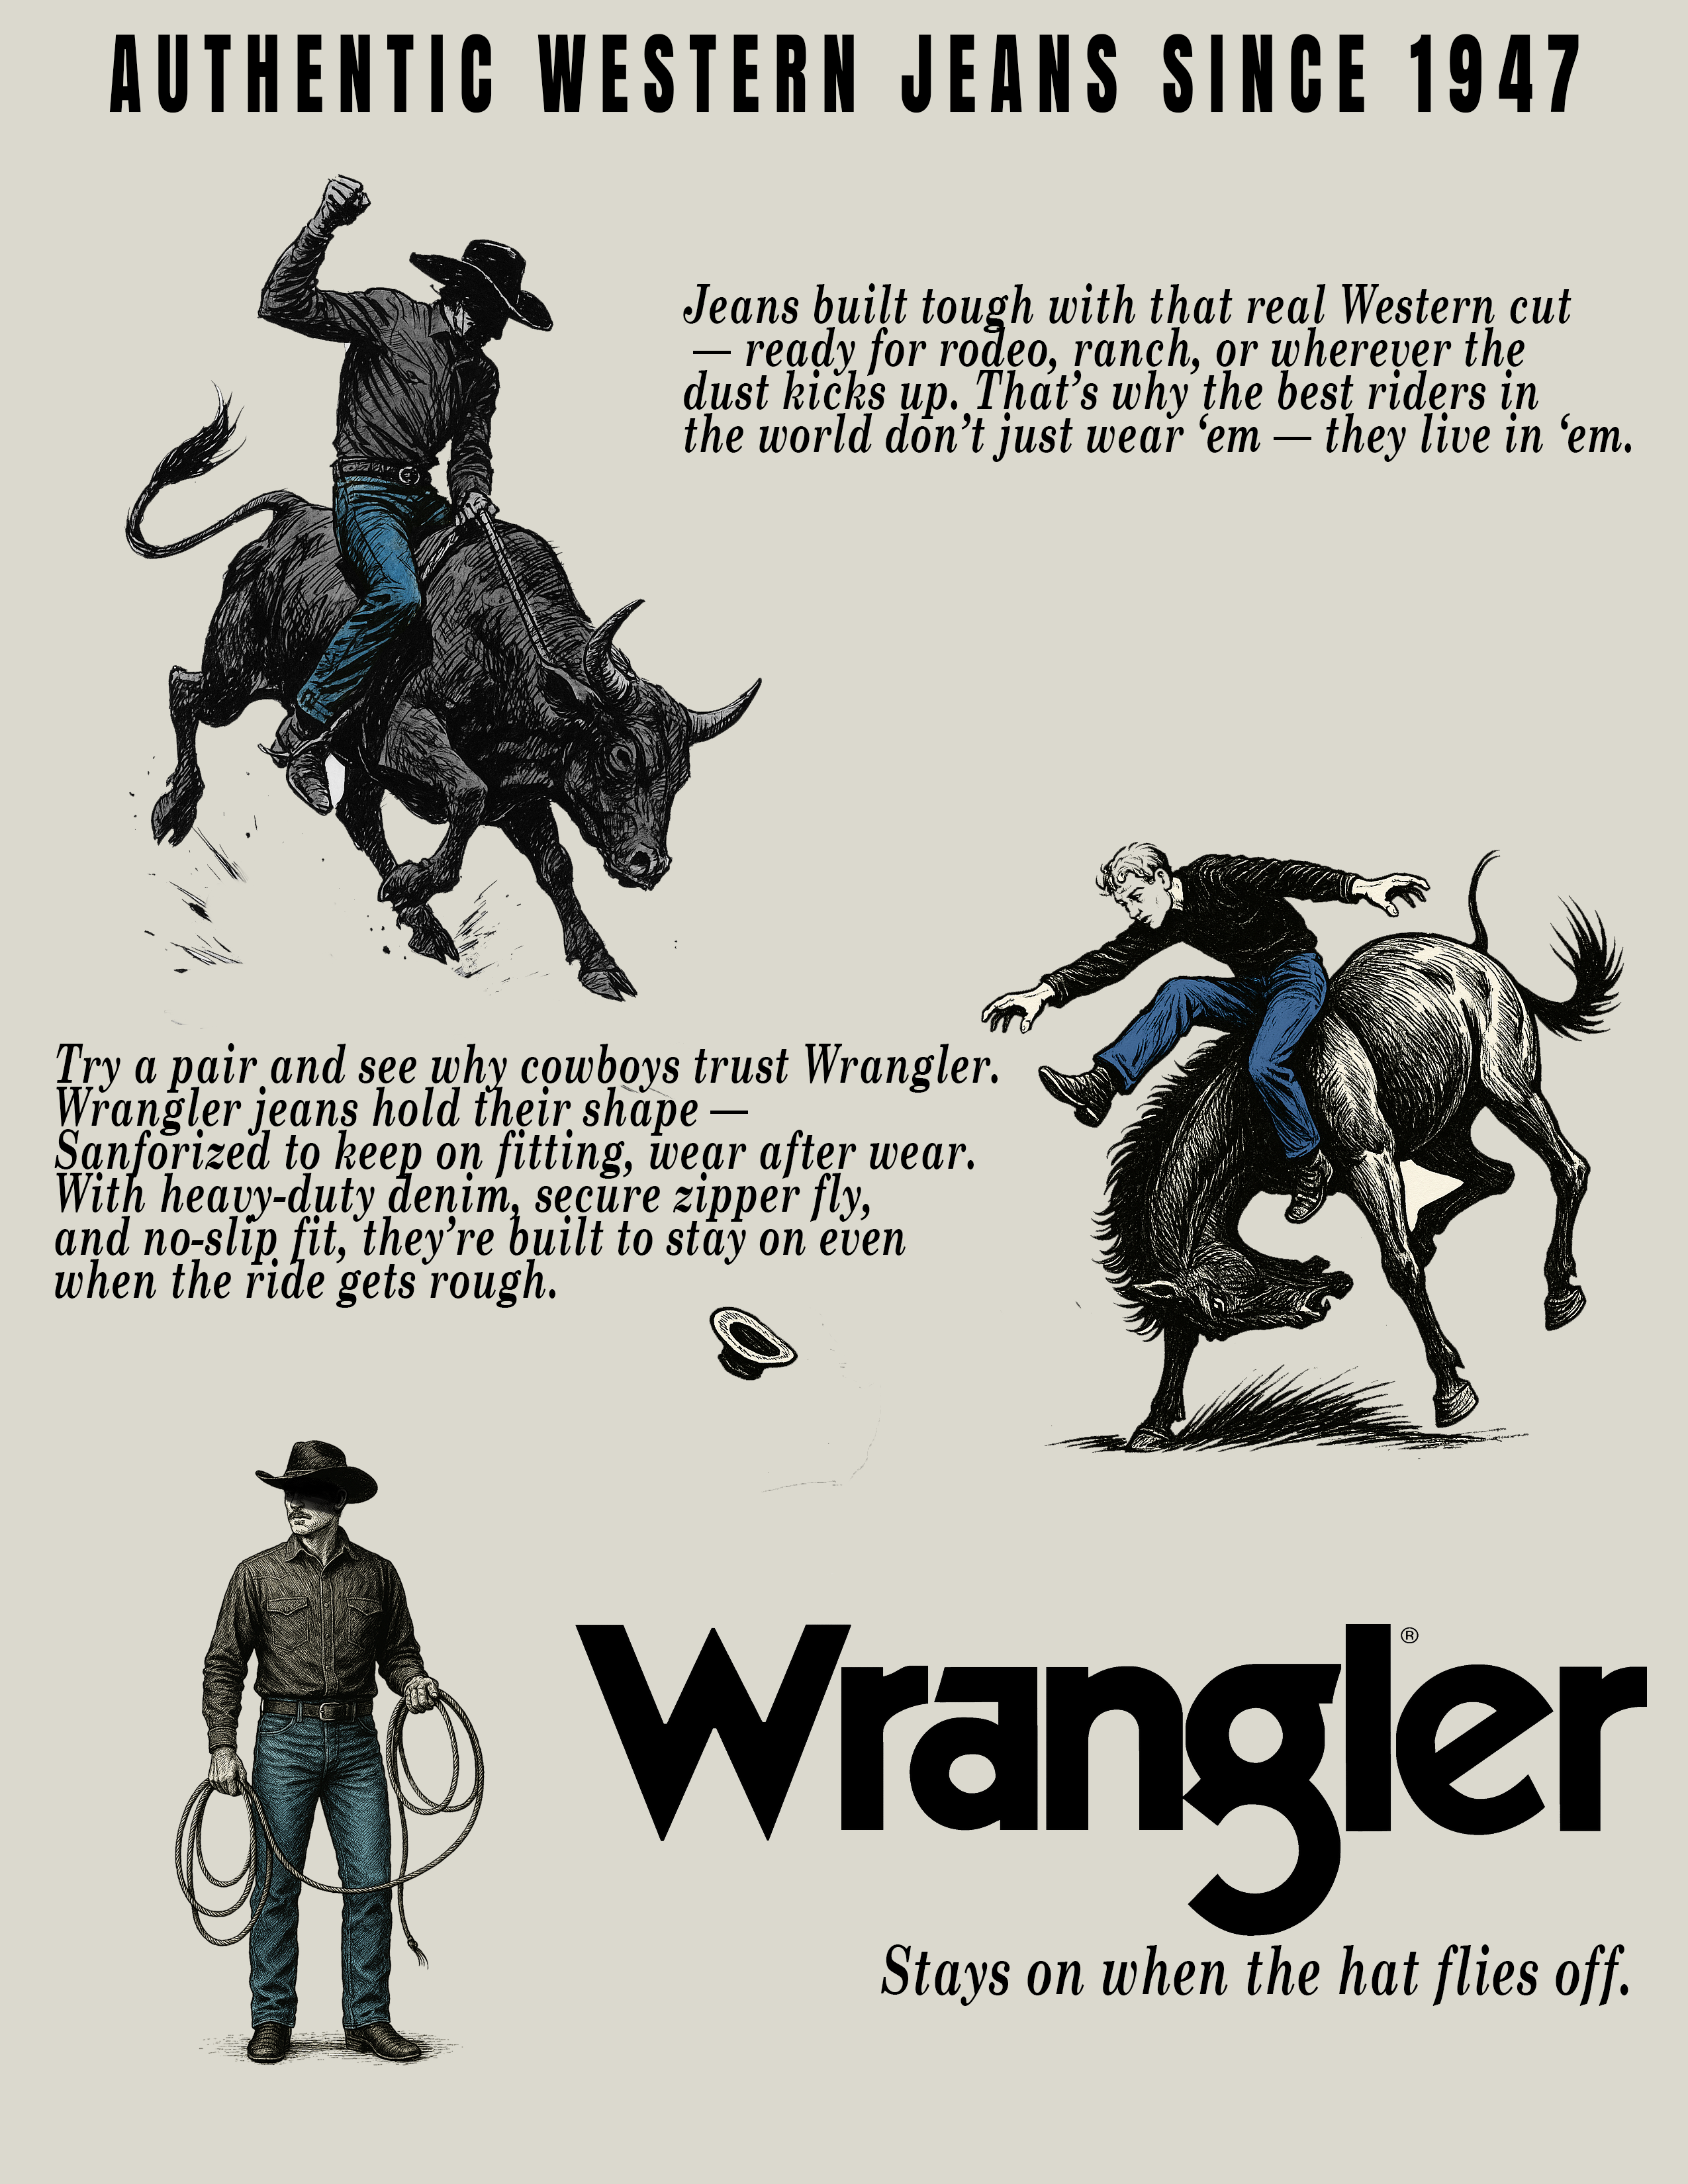 AUTHENTIC WESTERN JEANS SINCE 1947
Jeans built tough with that real Western cut
— ready for rodeo, ranch, or wherever the
dust kicks up. That’s why the best riders in
the world don’t just wear ‘em — they live in ‘em.
Try a pair and see why cowboys trust Wrangler.
Wrangler jeans hold their shape —
Sanforized to keep on fitting, wear after wear.
With heavy-duty denim, secure zipper fly,
and no-slip fit, they’re built to stay on even
when the ride gets rough.
Wrangler®
Stays on when the hat flies off.